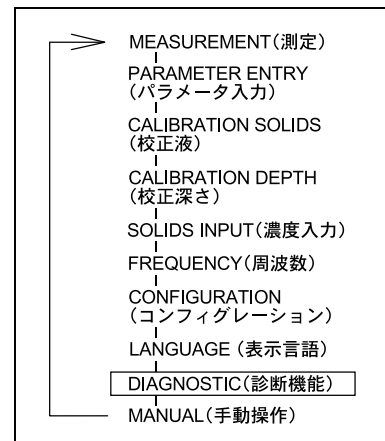 MEASUREMENT(測定)
PARAMETER ENTRY
(パラメータ入力)
CALIBRATION SOLIDS
(校正液)
CALIBRATION DEPTH
(校正深さ)
SOLIDS INPUT(濃度入力)
FREQUENCY(周波数)
CONFIGURATION
(コンフィグレーション)
LANGUAGE (表示言語)
DIAGNOSTIC(診断機能)
MANUAL(手動操作)